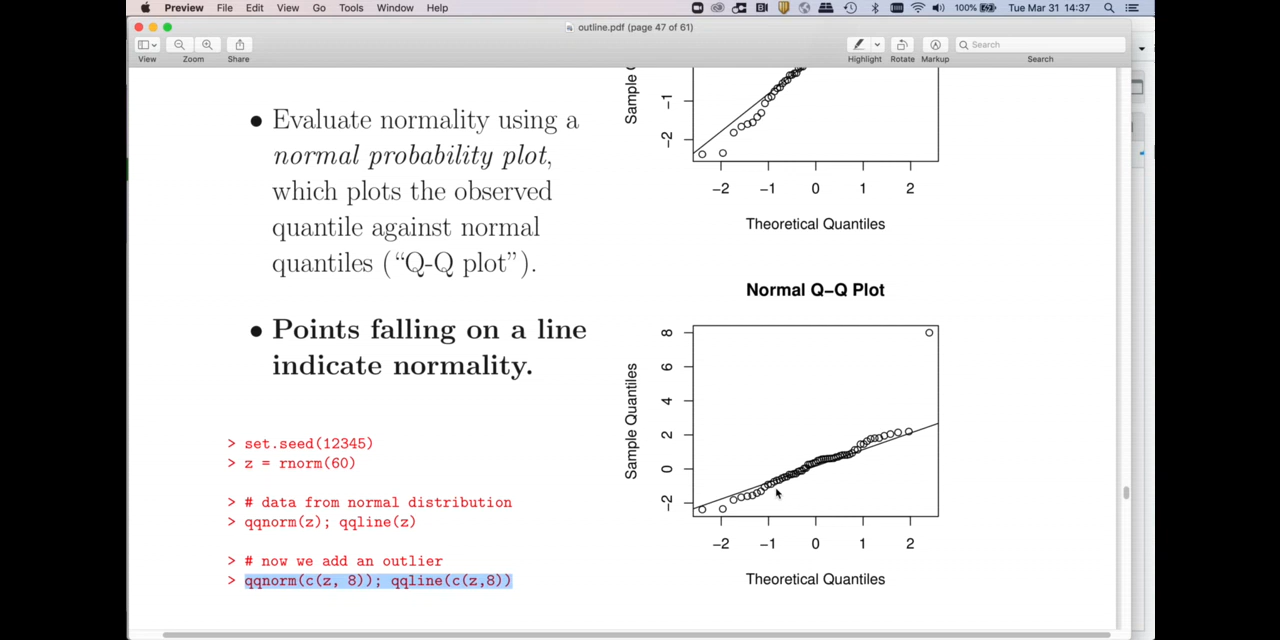 Preview File Edit View Go Tools Window Help 100% Tue Mar 31 14:37
outline.pdf (page 47 of 61)
View Zoom Share Highlight Rotate Markup Search Search
• Evaluate normality using a
normal probability plot,
which plots the observed
quantile against normal
quantiles (“Q-Q plot”).
• Points falling on a line
indicate normality.
> set.seed(12345)
> z = rnorm(60)
> # data from normal distribution
> qqnorm(z); qqline(z)
> # now we add an outlier
> qqnorm(c(z, 8)); qqline(c(z,8))
Sample
−1
−2
−2 −1 0 1 2
Theoretical Quantiles
Normal Q−Q Plot
Sample Quantiles
8
6
4
2
0
−2
−2 −1 0 1 2
Theoretical Quantiles